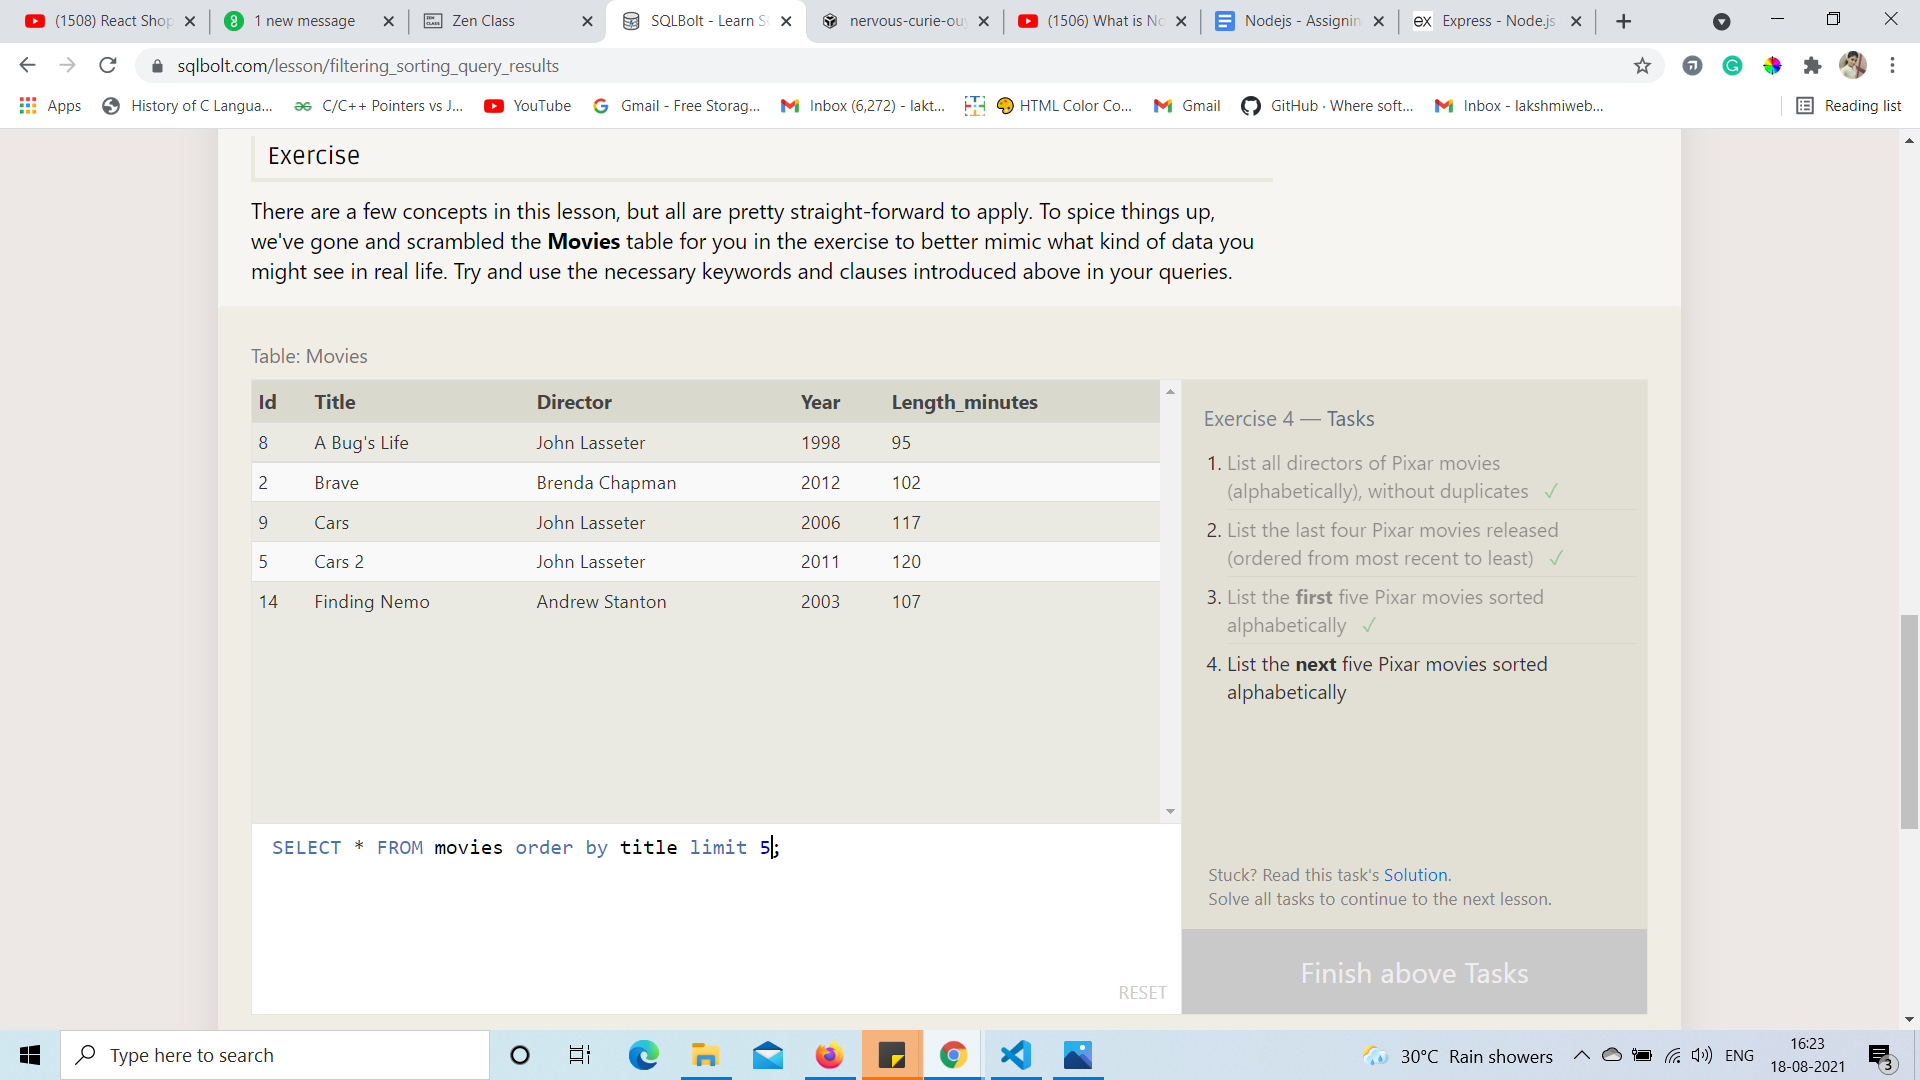 (1508) React Shop
1 new message
Zen Class
SQLBolt - Learn S
nervous-curie-ou
(1506) What is No
Nodejs - Assignin
Express - Node.js
sqlbolt.com/lesson/filtering_sorting_query_results
Apps
History of C Langua...
C/C++ Pointers vs J...
YouTube
Gmail - Free Storag...
Inbox (6,272) - lakt...
HTML Color Co...
Gmail
GitHub · Where soft...
Inbox - lakshmiweb...
Reading list
Exercise
There are a few concepts in this lesson, but all are pretty straight-forward to apply. To spice things up,
we've gone and scrambled the Movies table for you in the exercise to better mimic what kind of data you
might see in real life. Try and use the necessary keywords and clauses introduced above in your queries.
Table: Movies
Id Title Director Year Length_minutes
8 A Bug's Life John Lasseter 1998 95
2 Brave Brenda Chapman 2012 102
9 Cars John Lasseter 2006 117
5 Cars 2 John Lasseter 2011 120
14 Finding Nemo Andrew Stanton 2003 107
SELECT * FROM movies order by title limit 5;
RESET
Exercise 4 — Tasks
1. List all directors of Pixar movies
(alphabetically), without duplicates ✓
2. List the last four Pixar movies released
(ordered from most recent to least) ✓
3. List the first five Pixar movies sorted
alphabetically ✓
4. List the next five Pixar movies sorted
alphabetically
Stuck? Read this task's Solution.
Solve all tasks to continue to the next lesson.
Finish above Tasks
Type here to search
30°C Rain showers
ENG
16:23
18-08-2021
3